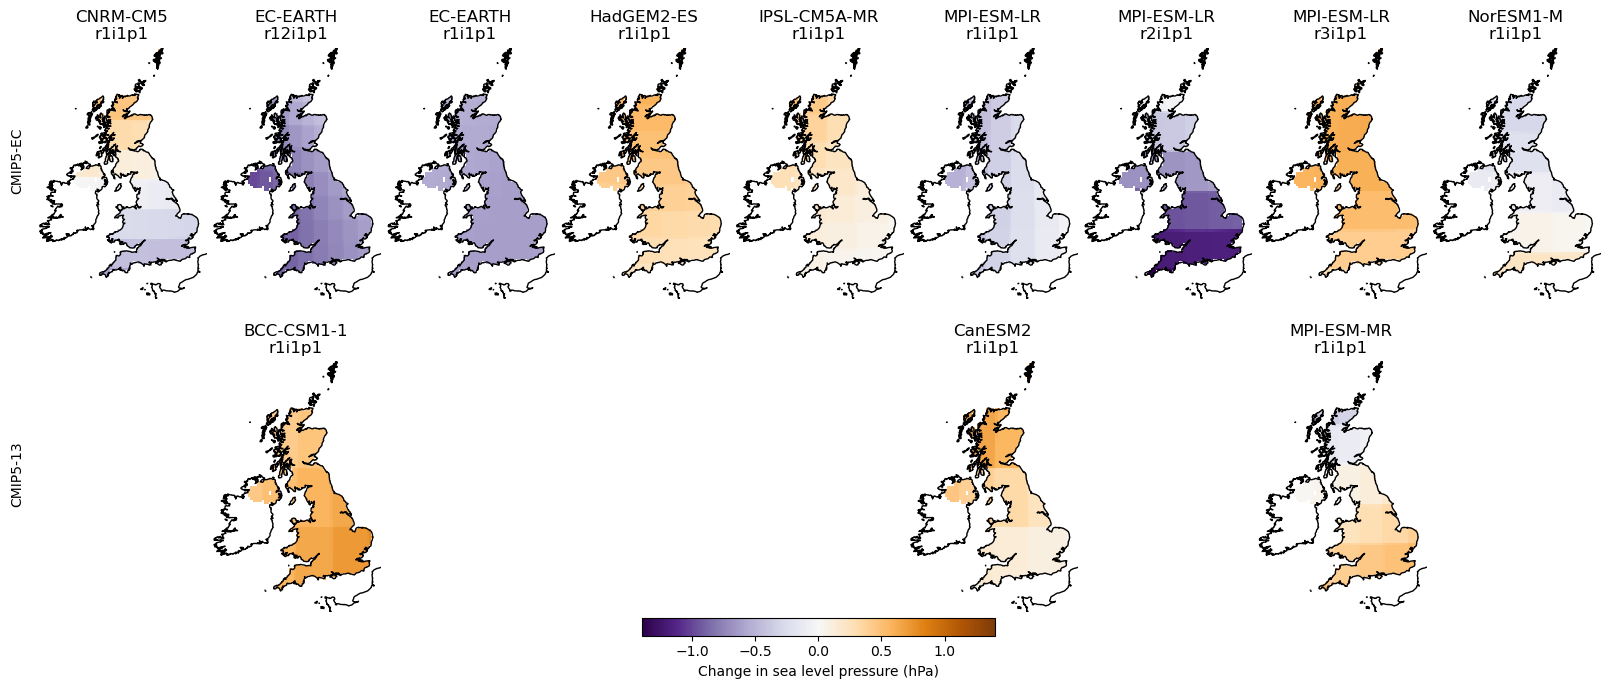 CNRM-CM5
r1i1p1
EC-EARTH
r12i1p1
EC-EARTH
r1i1p1
HadGEM2-ES
r1i1p1
IPSL-CM5A-MR
r1i1p1
MPI-ESM-LR
r1i1p1
MPI-ESM-LR
r2i1p1
MPI-ESM-LR
r3i1p1
NorESM1-M
r1i1p1
CMIP5-EC
BCC-CSM1-1
r1i1p1
CanESM2
r1i1p1
MPI-ESM-MR
r1i1p1
CMIP5-13
−1.0 −0.5 0.0 0.5 1.0
Change in sea level pressure (hPa)